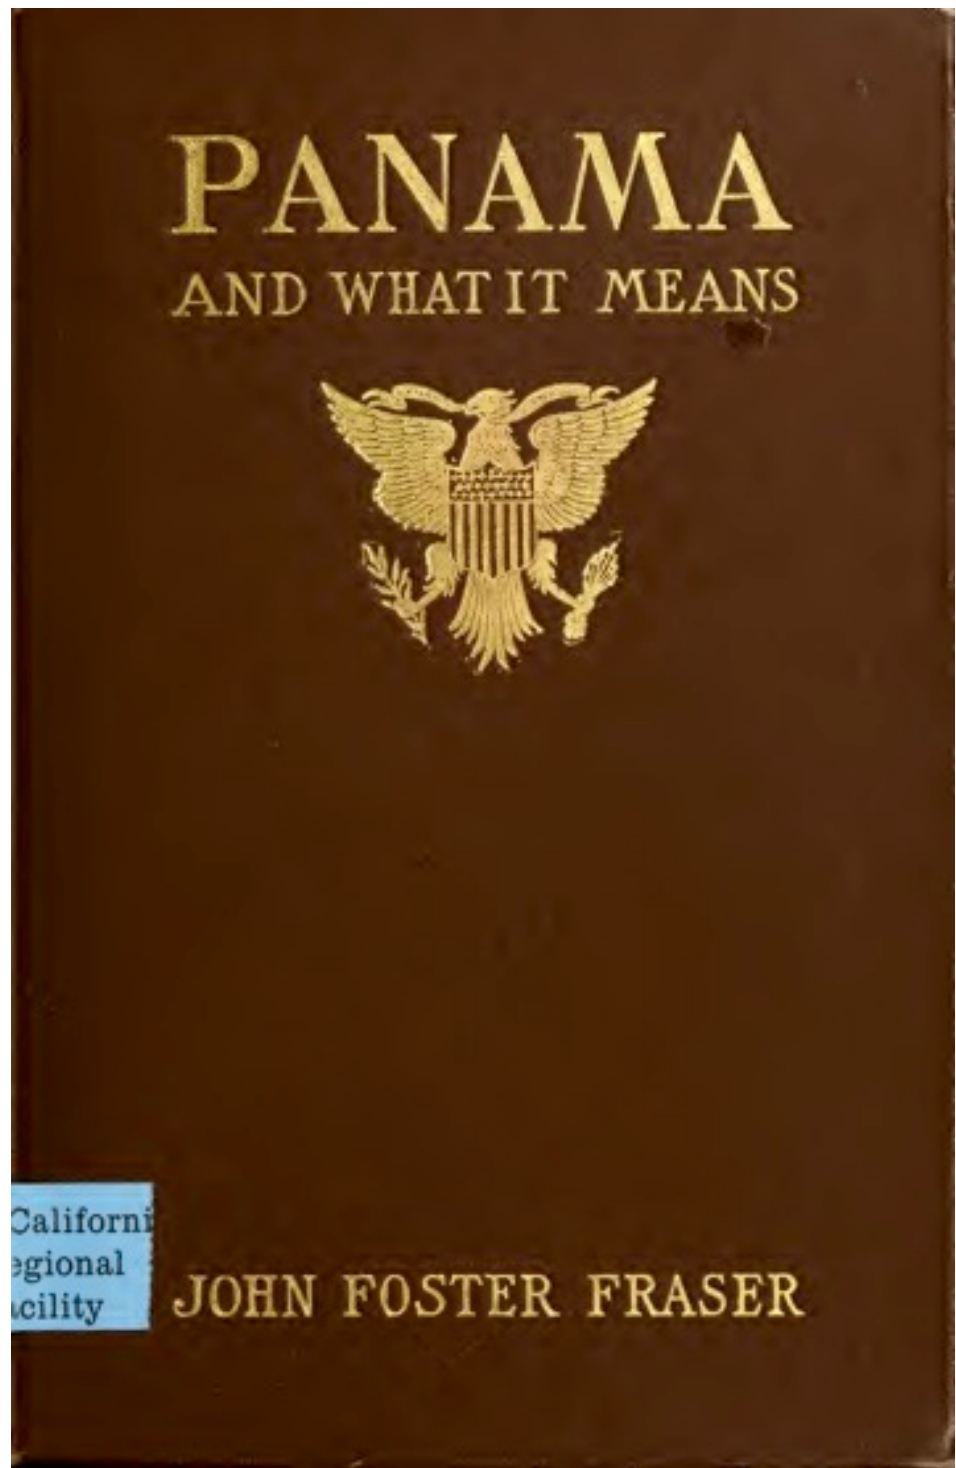 PANAMA
AND WHAT IT MEANS
Californi
egional
acility
JOHN FOSTER FRASER